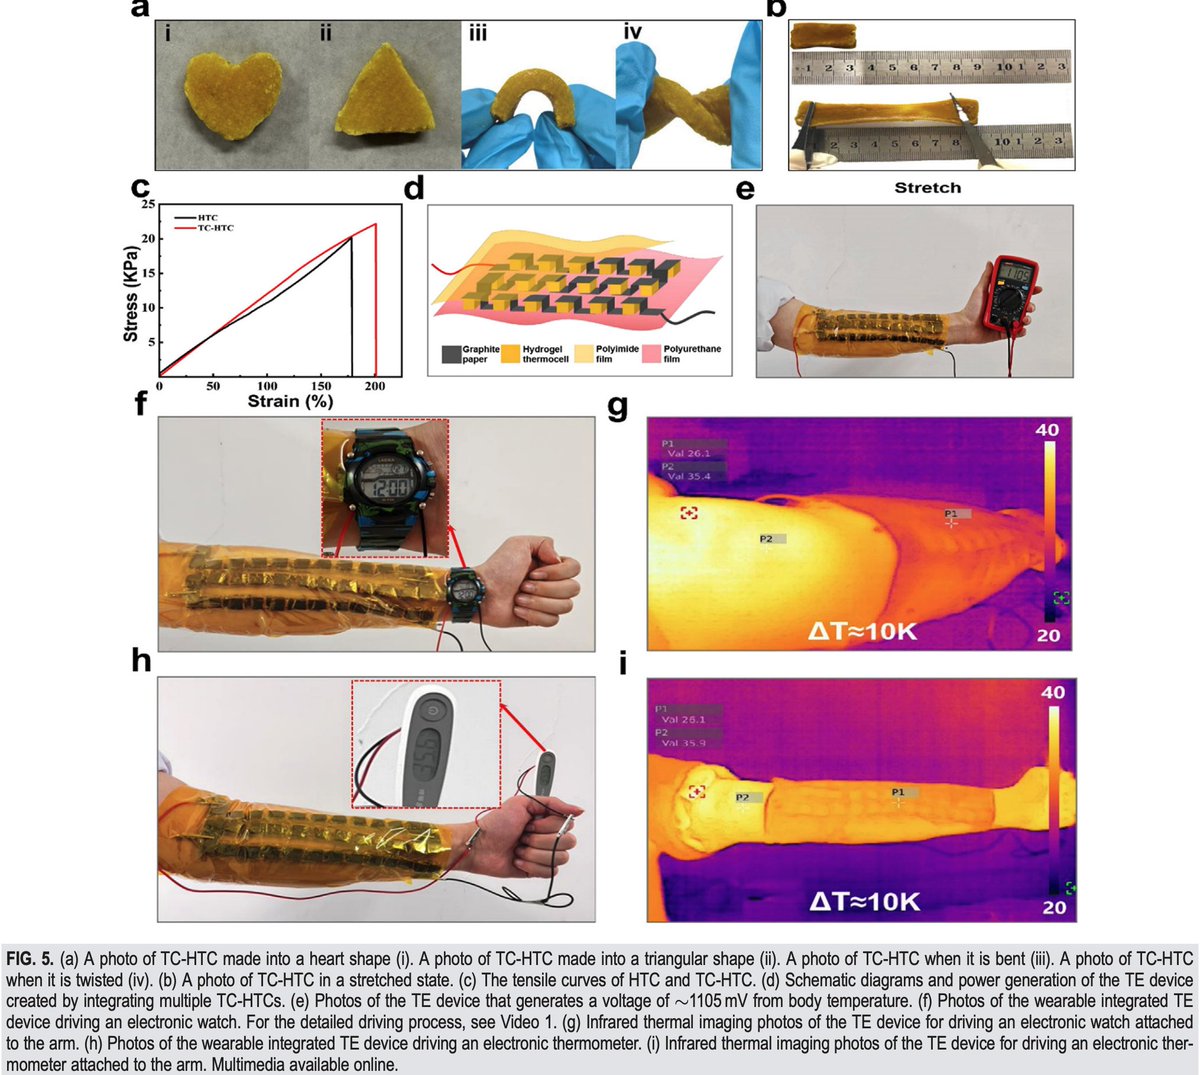 a
b
i
ii
iii
iv
1 2 3 4 5 6 7 8 9 10 1 2 3
2 3 4 5 6 7 8 9 10 1 2 3
Stretch
c
d
e
25
20
15
10
5
0 50 100 150 200
Stress (KPa)
Strain (%)
HTC
TC-HTC
Graphite paper
Hydrogel thermocell
Polyimide film
Polyurethane film
1105
f
12:00
g
P1
Val 26.1
P2
Val 35.4
P1
P2
40
20
ΔT≈10K
h
i
P1
Val 26.1
P2
Val 35.9
P2
P1
40
20
ΔT≈10K
FIG. 5. (a) A photo of TC-HTC made into a heart shape (i). A photo of TC-HTC made into a triangular shape (ii). A photo of TC-HTC when it is bent (iii). A photo of TC-HTC
when it is twisted (iv). (b) A photo of TC-HTC in a stretched state. (c) The tensile curves of HTC and TC-HTC. (d) Schematic diagrams and power generation of the TE device
created by integrating multiple TC-HTCs. (e) Photos of the TE device that generates a voltage of ∼1105 mV from body temperature. (f) Photos of the wearable integrated TE
device driving an electronic watch. For the detailed driving process, see Video 1. (g) Infrared thermal imaging photos of the TE device for driving an electronic watch attached
to the arm. (h) Photos of the wearable integrated TE device driving an electronic thermometer. (i) Infrared thermal imaging photos of the TE device for driving an electronic ther-
mometer attached to the arm. Multimedia available online.